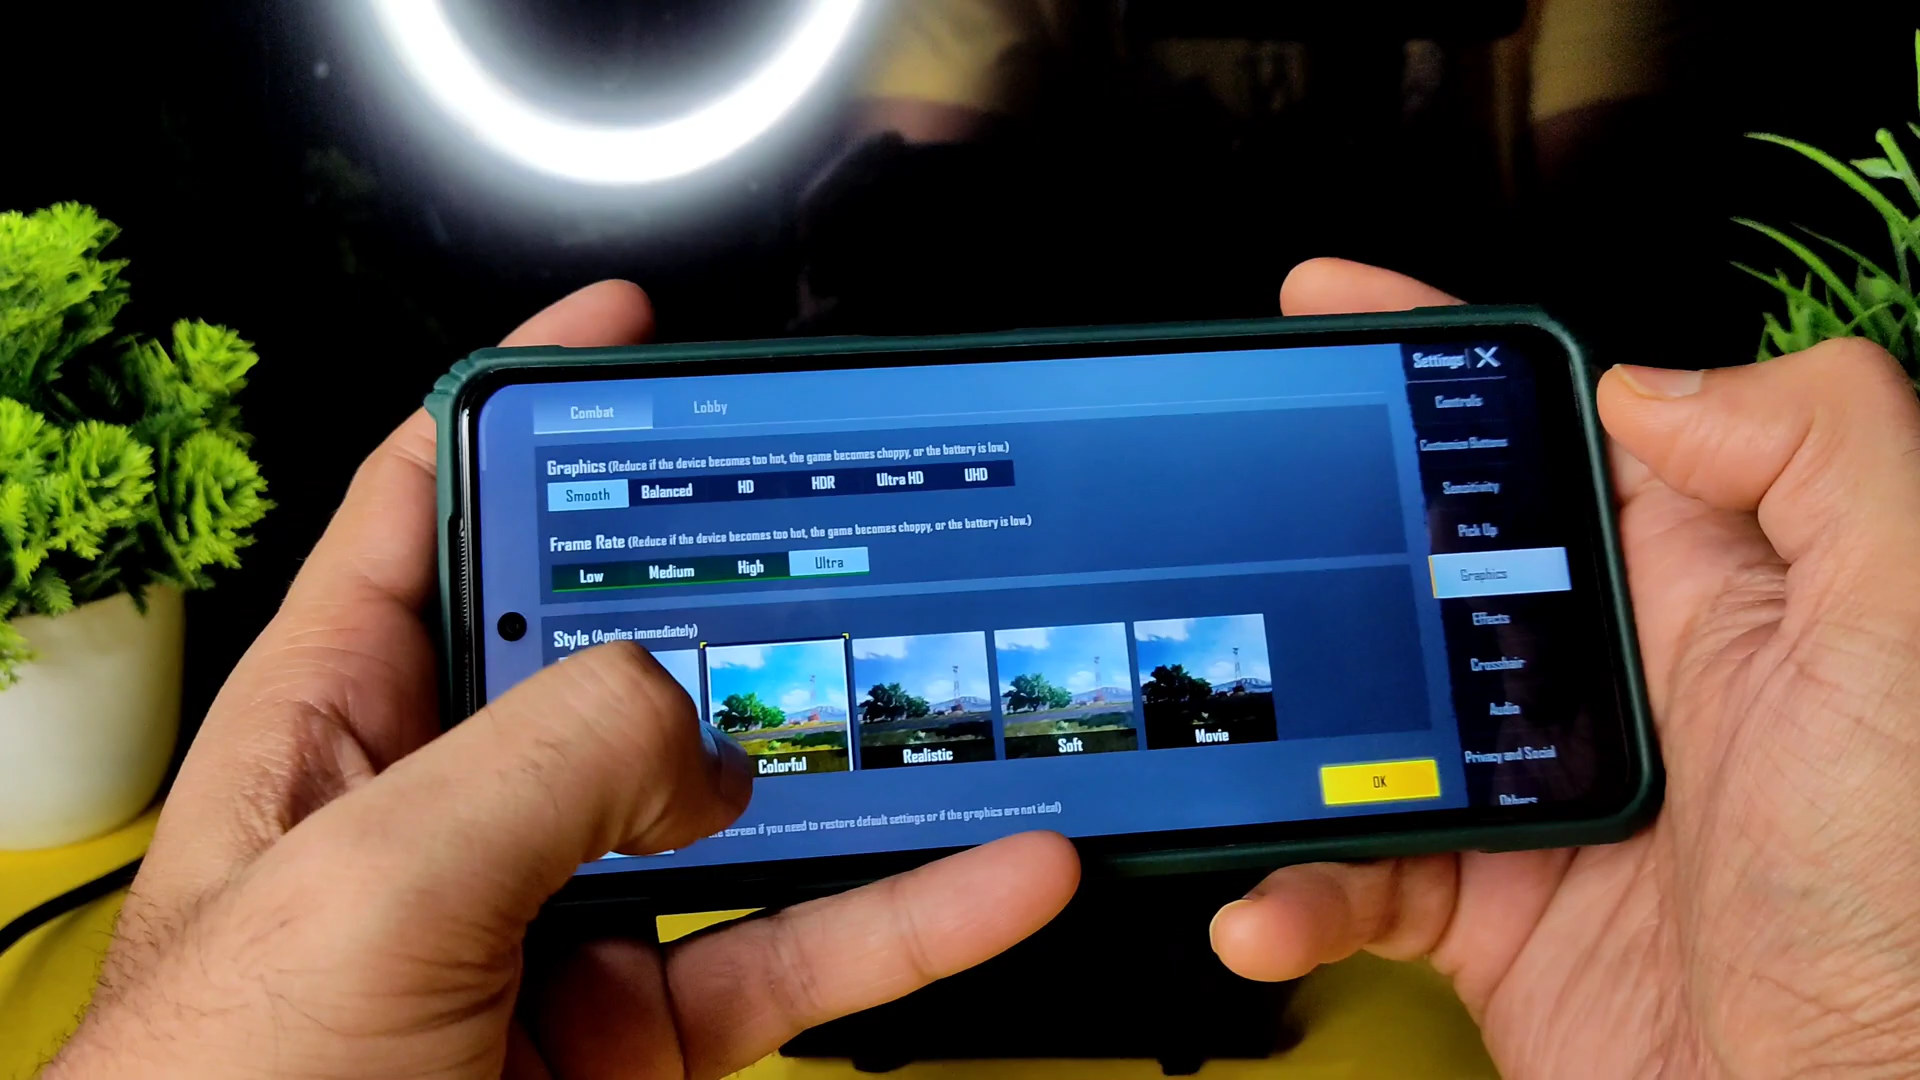 Combat
Lobby
Graphics (Reduce if the device becomes too hot, the game becomes choppy, or the battery is low.)
Smooth
Balanced
HD
HDR
Ultra HD
UHD
Frame Rate (Reduce if the device becomes too hot, the game becomes choppy, or the battery is low.)
Low
Medium
High
Ultra
Style (Applies immediately)
Colorful
Realistic
Soft
Movie
screen if you need to restore default settings or if the graphics are not ideal)
OK
Settings
Controls
Customize Buttons
Sensitivity
Pick Up
Graphics
Effects
Crosshair
Audio
Privacy and Social
Others